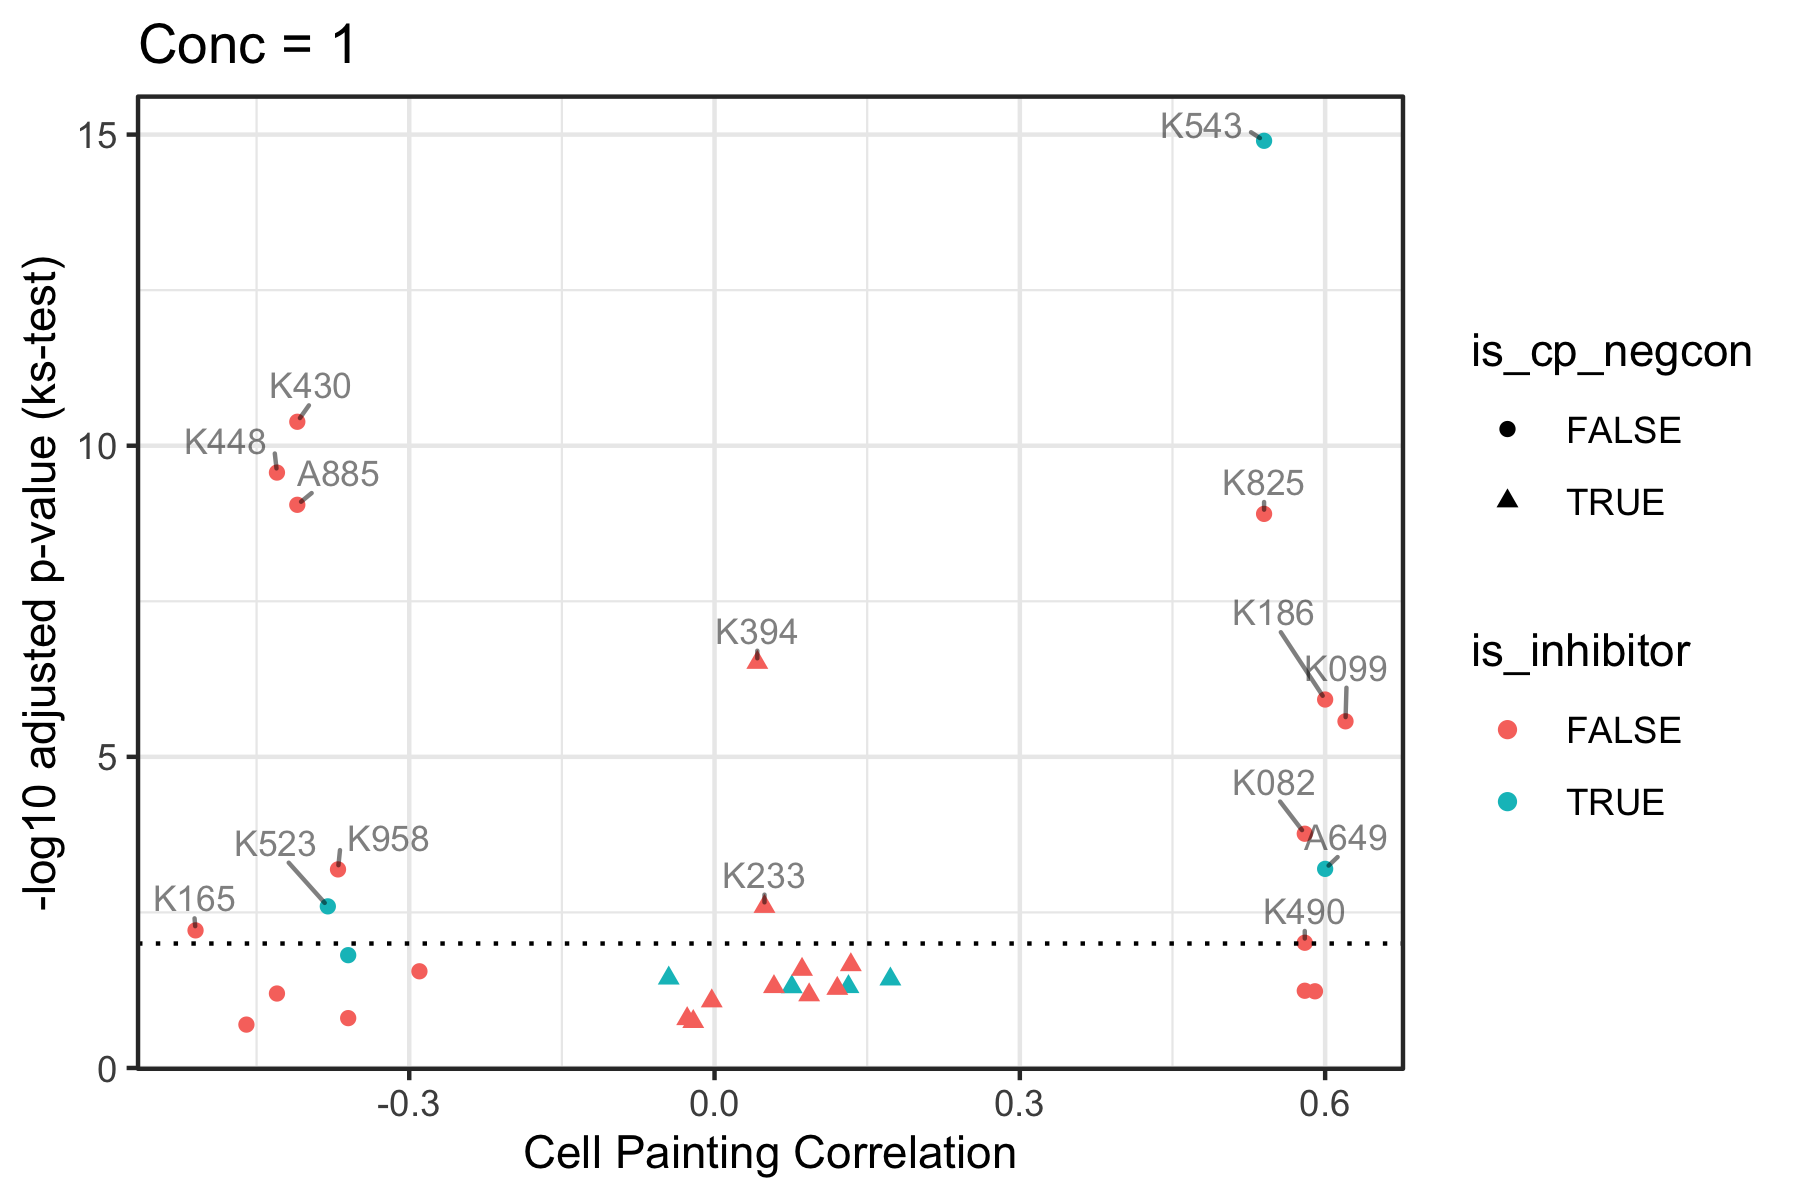 Conc = 1
-log10 adjusted p-value (ks-test)
15
10
5
0
K543
K430
K448
A885
K825
K394
K186
K099
K082
A649
K523
K958
K233
K165
K490
-0.3
0.0
0.3
0.6
Cell Painting Correlation
is_cp_negcon
FALSE
TRUE
is_inhibitor
FALSE
TRUE